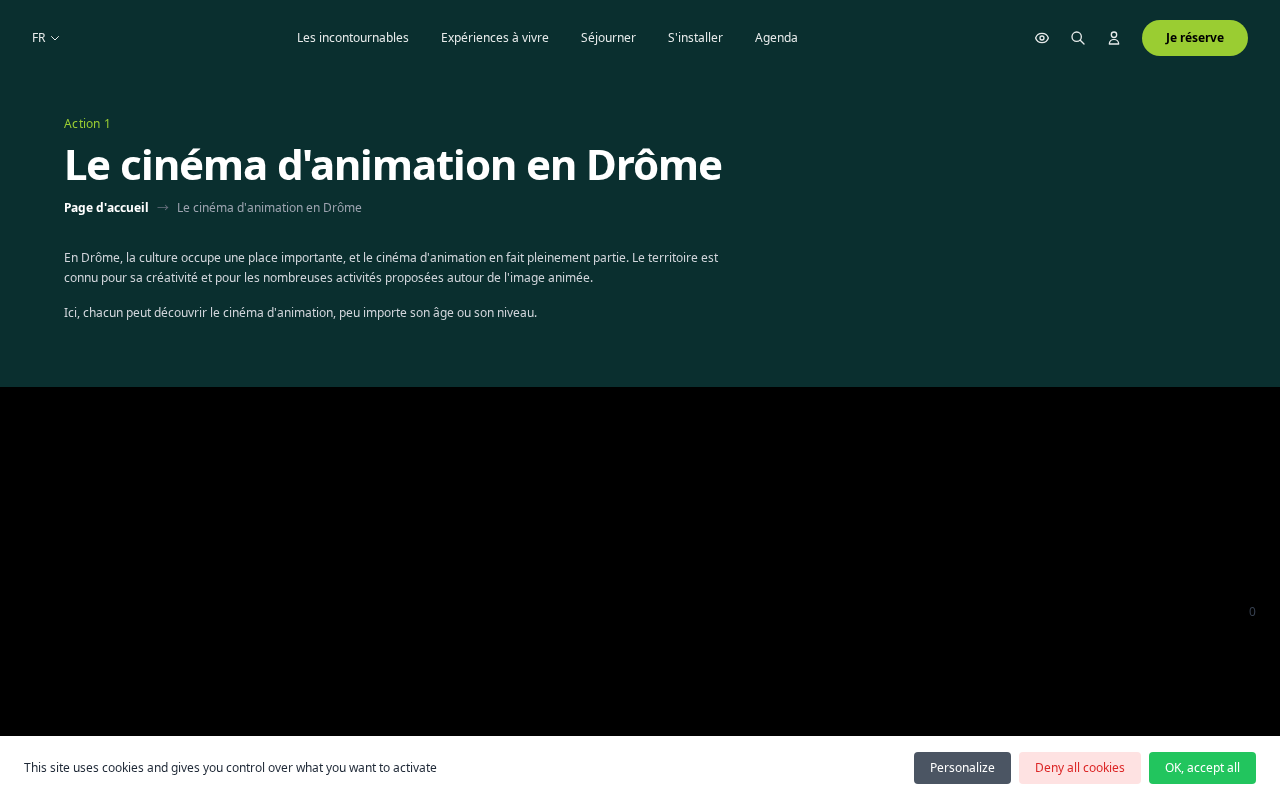 FR
Les incontournables
Expériences à vivre
Séjourner
S'installer
Agenda
Je réserve
Action 1
Le cinéma d'animation en Drôme
Page d'accueil → Le cinéma d'animation en Drôme
En Drôme, la culture occupe une place importante, et le cinéma d'animation en fait pleinement partie. Le territoire est
connu pour sa créativité et pour les nombreuses activités proposées autour de l'image animée.
Ici, chacun peut découvrir le cinéma d'animation, peu importe son âge ou son niveau.
0
This site uses cookies and gives you control over what you want to activate
Personalize
Deny all cookies
OK, accept all